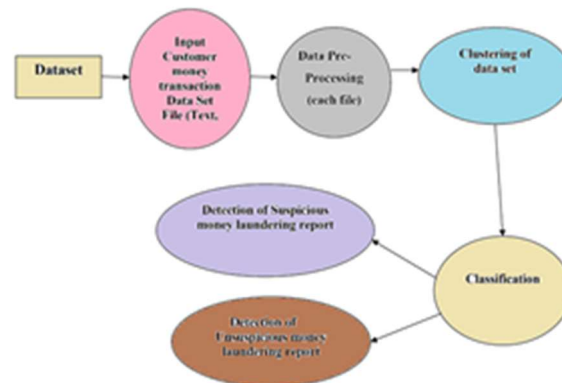 Dataset
Input
Customer
money
transaction
Data Set
File (Text,
Data Pre-
Processing
(each file)
Clustering of
data set
Detection of Suspicious
money laundering report
Classification
Detection of
Unsuspicious money
laundering report